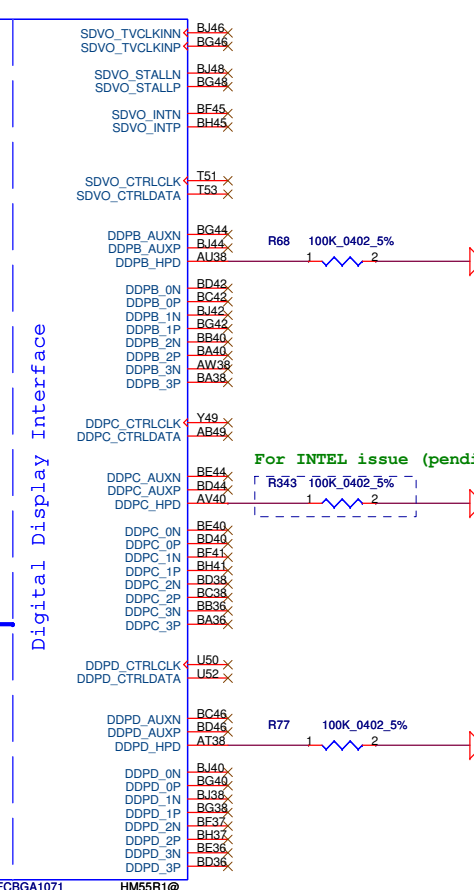 SDVO_TVCLKINN BJ46
SDVO_TVCLKINP BG46
SDVO_STALLN BJ48
SDVO_STALLP BG48
SDVO_INTN BF45
SDVO_INTP BH45
SDVO_CTRLCLK T51
SDVO_CTRLDATA T53
DDPB_AUXN BG44
DDPB_AUXP BJ44
DDPB_HPD AU38 R68 1 100K_0402_5% 2
DDPB_0N BD42
DDPB_0P BC42
DDPB_1N BJ42
DDPB_1P BG42
DDPB_2N BB40
DDPB_2P BA40
DDPB_3N AW38
DDPB_3P BA38
Digital Display Interface
DDPC_CTRLCLK Y49
DDPC_CTRLDATA AB49
For INTEL issue (pendi
DDPC_AUXN BE44
DDPC_AUXP BD44
DDPC_HPD AV40 R343 1 100K_0402_5% 2
DDPC_0N BE40
DDPC_0P BD40
DDPC_1N BF41
DDPC_1P BH41
DDPC_2N BD38
DDPC_2P BC38
DDPC_3N BB36
DDPC_3P BA36
DDPD_CTRLCLK U50
DDPD_CTRLDATA U52
DDPD_AUXN BC46
DDPD_AUXP BD46
DDPD_HPD AT38 R77 1 100K_0402_5% 2
DDPD_0N BJ40
DDPD_0P BG40
DDPD_1N BJ38
DDPD_1P BG38
DDPD_2N BF37
DDPD_2P BH37
DDPD_3N BE36
DDPD_3P BD36
FCBGA1071 HM55R1@